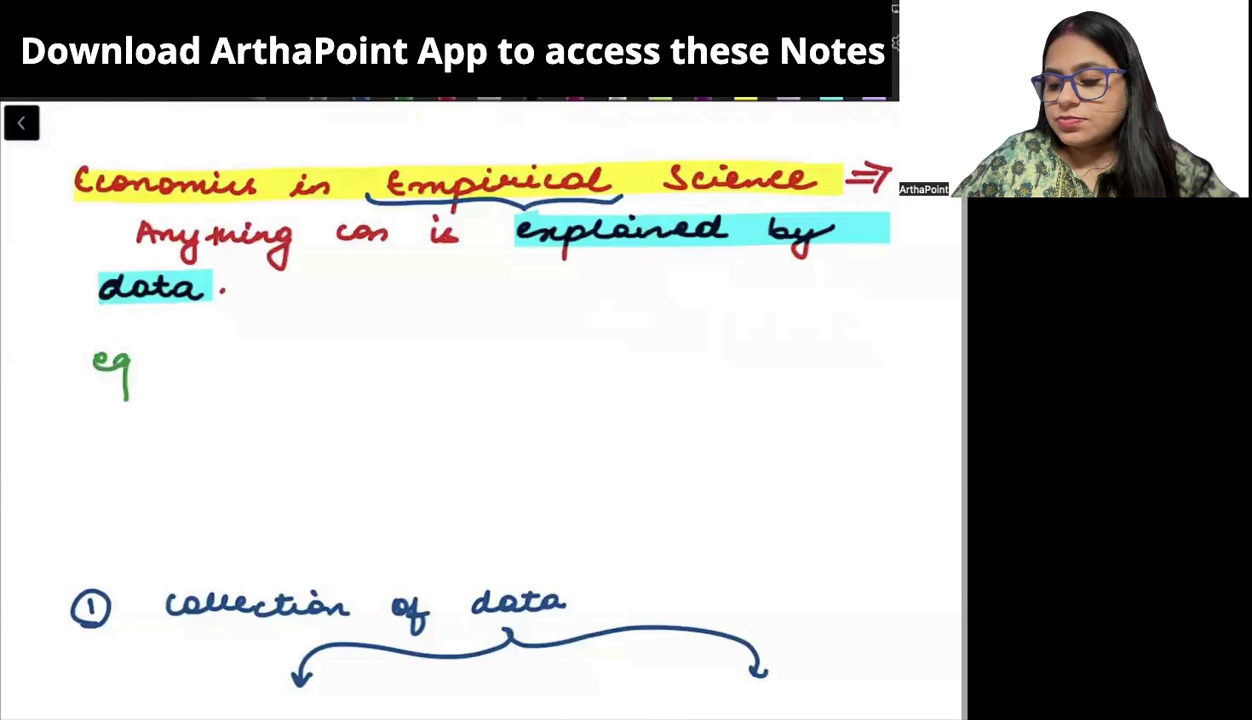 Download ArthaPoint App to access these Notes
ArthaPoint
Economics in Empirical Science ⇒
Anything can is explained by
data.
eg
① collection of data